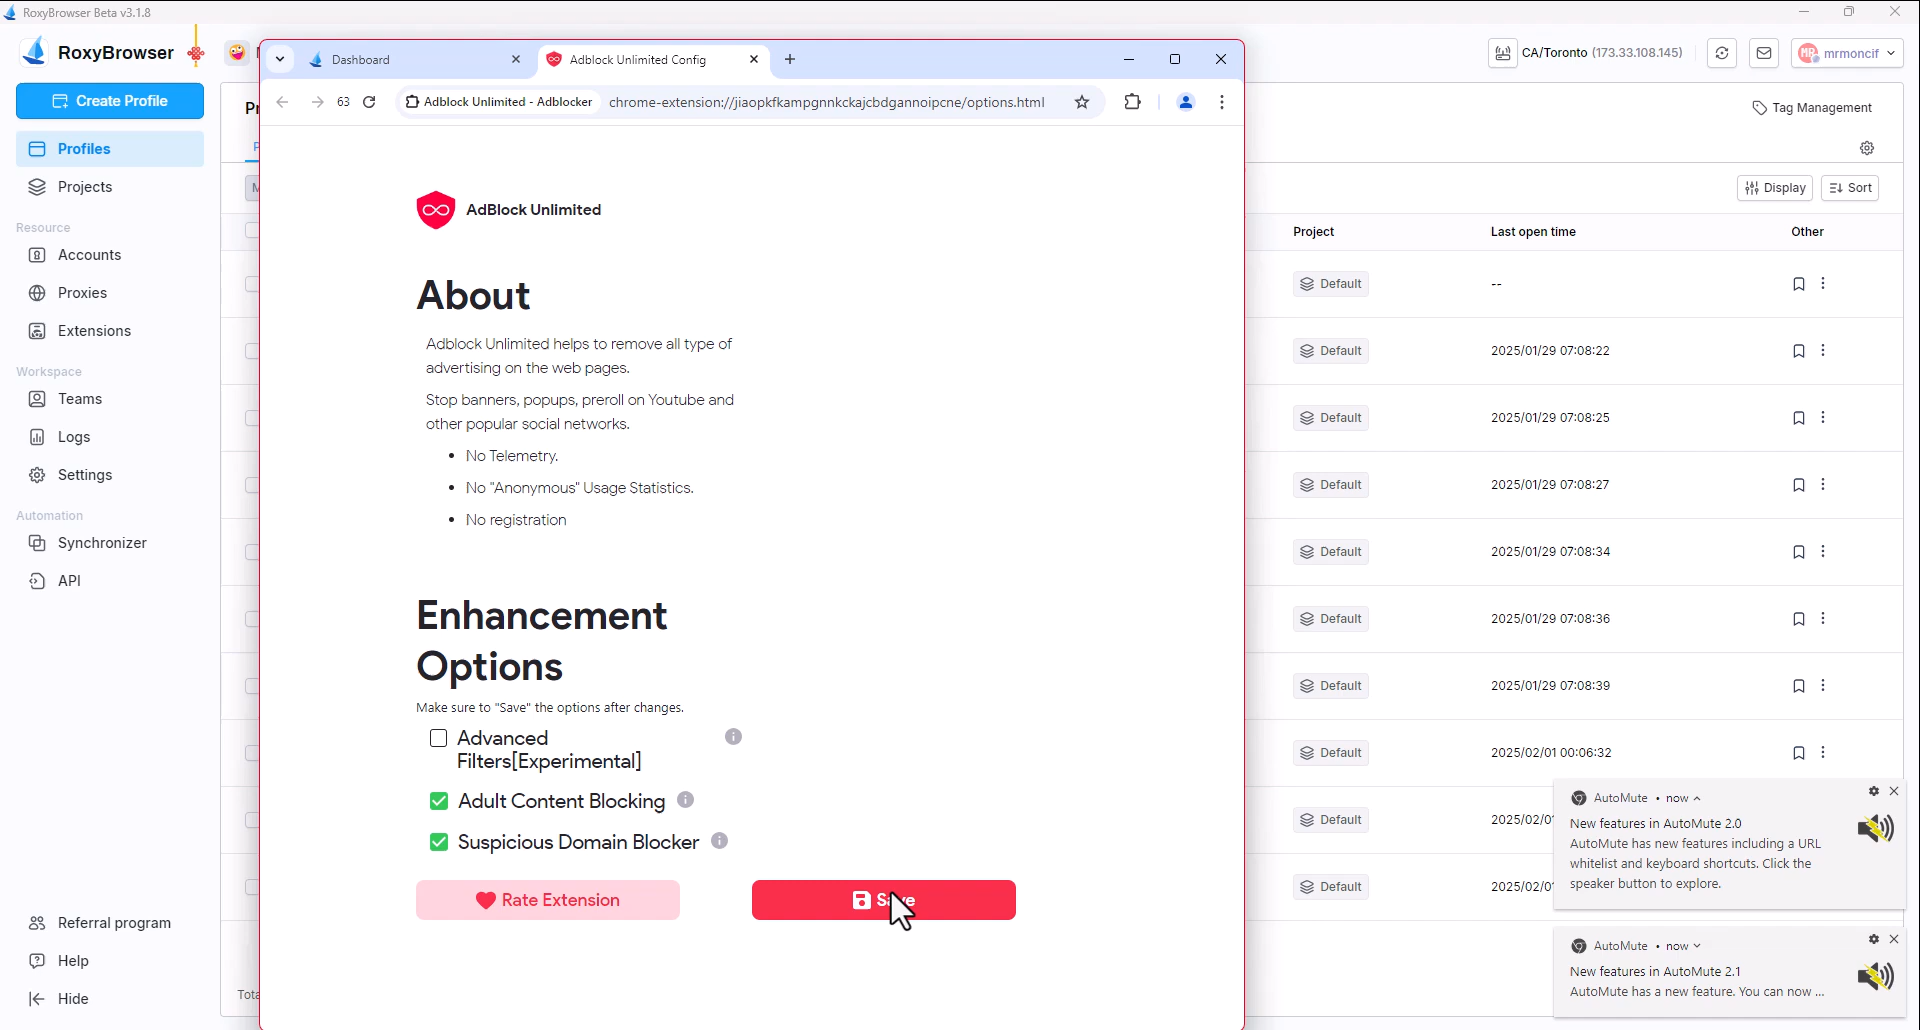 RoxyBrowser Beta v3.1.8
RoxyBrowser
Create Profile
Profiles
Projects
Resource
Accounts
Proxies
Extensions
Workspace
Teams
Logs
Settings
Automation
Synchronizer
API
Referral program
Help
Hide
Dashboard
Adblock Unlimited Config
63
Adblock Unlimited - Adblocker
chrome-extension://jiaopkfkampgnnkckajcbdgannoipcne/options.html
AdBlock Unlimited
About
Adblock Unlimited helps to remove all type of
advertising on the web pages.
Stop banners, popups, preroll on Youtube and
other popular social networks.
• No Telemetry.
• No "Anonymous" Usage Statistics.
• No registration
Enhancement
Options
Make sure to "Save" the options after changes.
Advanced
Filters[Experimental]
Adult Content Blocking
Suspicious Domain Blocker
Rate Extension
Save
CA/Toronto (173.33.108.145)
MR
mrmoncif
Tag Management
Display
Sort
Project
Last open time
Other
Default
--
Default
2025/01/29 07:08:22
Default
2025/01/29 07:08:25
Default
2025/01/29 07:08:27
Default
2025/01/29 07:08:34
Default
2025/01/29 07:08:36
Default
2025/01/29 07:08:39
Default
2025/02/01 00:06:32
Default
2025/02/0
Default
2025/02/0
AutoMute • now
New features in AutoMute 2.0
AutoMute has new features including a URL
whitelist and keyboard shortcuts. Click the
speaker button to explore.
AutoMute • now
New features in AutoMute 2.1
AutoMute has a new feature. You can now ...